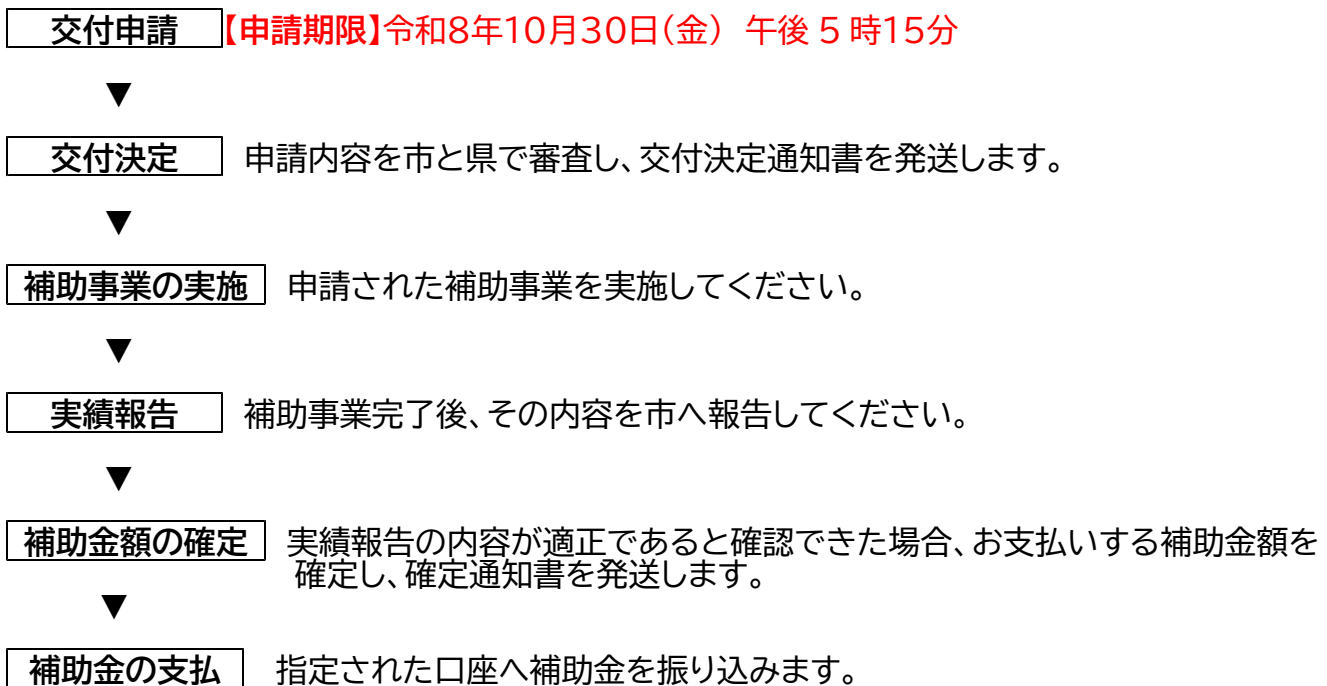 交付申請 【申請期限】令和8年10月30日(金) 午後5時15分
▼
交付決定 申請内容を市と県で審査し、交付決定通知書を発送します。
▼
補助事業の実施 申請された補助事業を実施してください。
▼
実績報告 補助事業完了後、その内容を市へ報告してください。
▼
補助金額の確定 実績報告の内容が適正であると確認できた場合、お支払いする補助金額を
確定し、確定通知書を発送します。
▼
補助金の支払 指定された口座へ補助金を振り込みます。